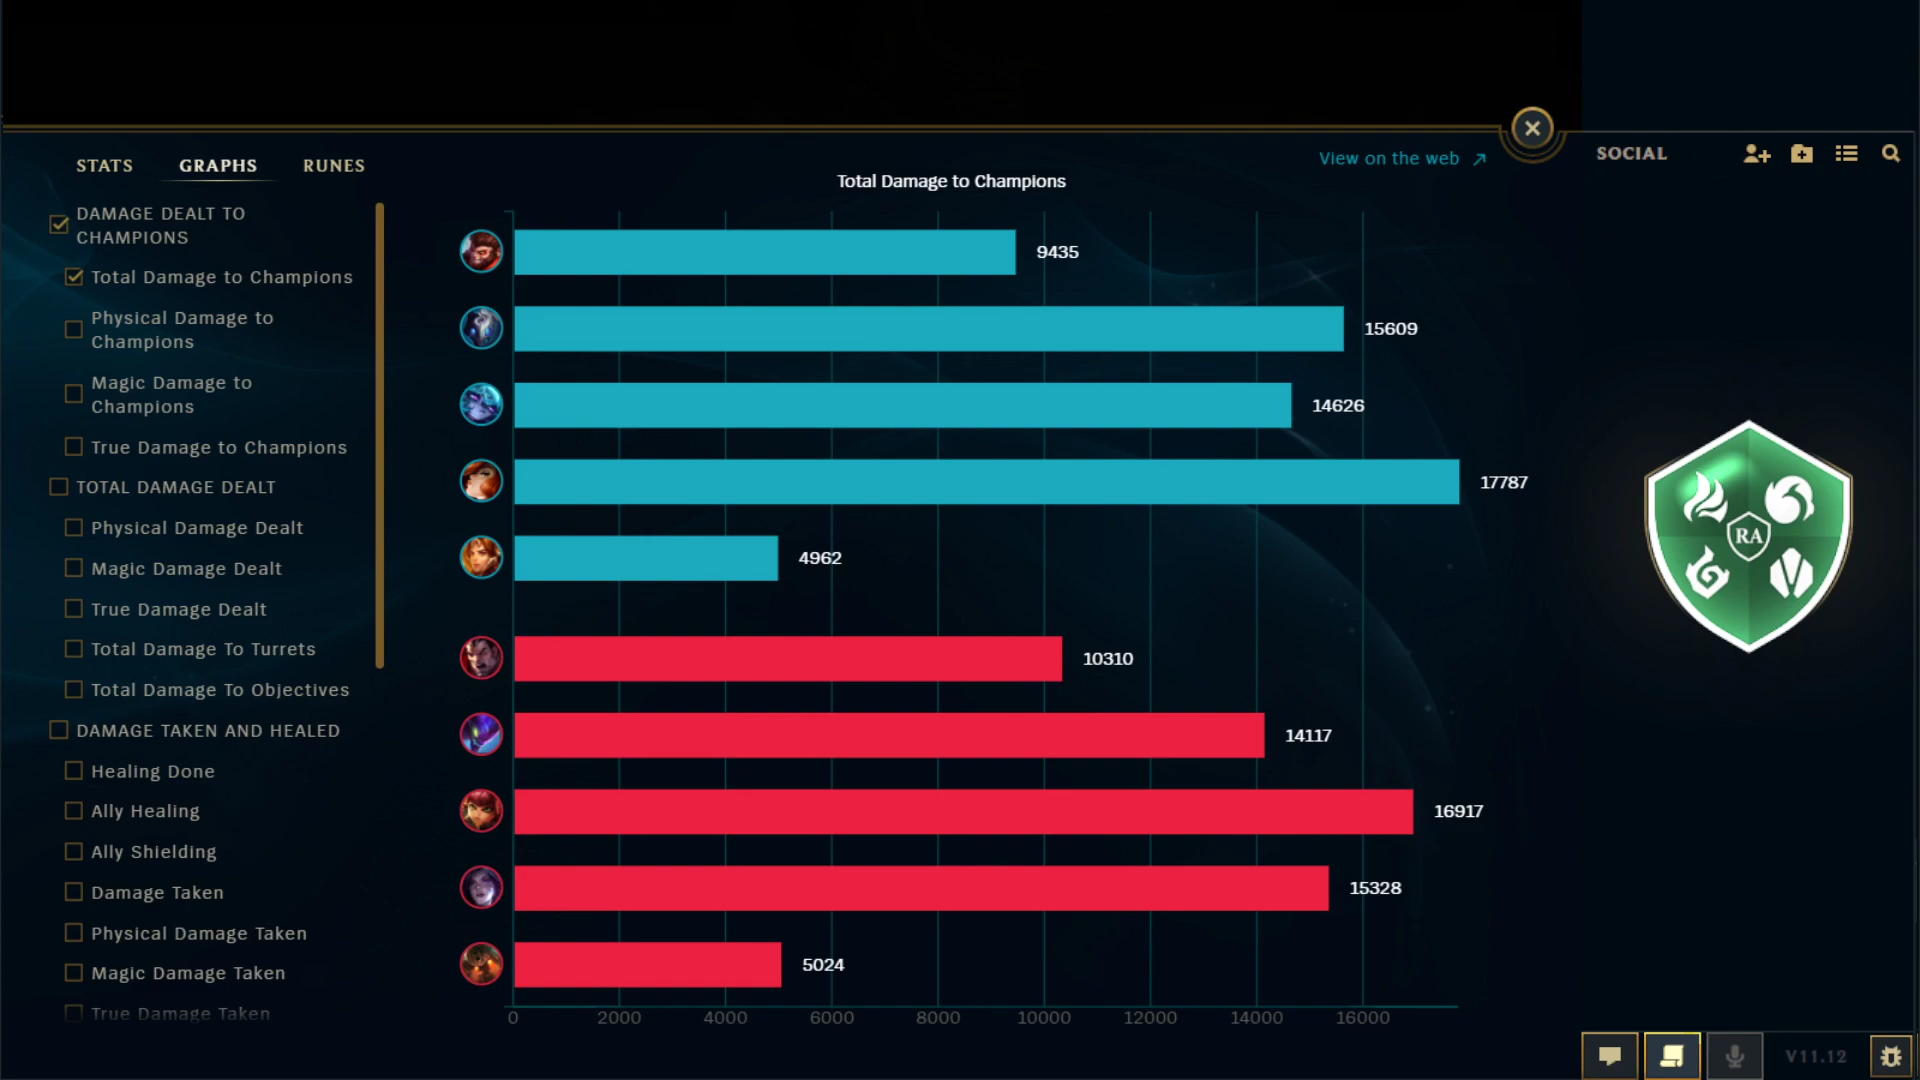 STATS GRAPHS RUNES
View on the web
SOCIAL
Total Damage to Champions
DAMAGE DEALT TO
CHAMPIONS
Total Damage to Champions
Physical Damage to
Champions
Magic Damage to
Champions
True Damage to Champions
TOTAL DAMAGE DEALT
Physical Damage Dealt
Magic Damage Dealt
True Damage Dealt
Total Damage To Turrets
Total Damage To Objectives
DAMAGE TAKEN AND HEALED
Healing Done
Ally Healing
Ally Shielding
Damage Taken
Physical Damage Taken
Magic Damage Taken
True Damage Taken
9435
15609
14626
17787
4962
10310
14117
16917
15328
5024
0 2000 4000 6000 8000 10000 12000 14000 16000
RA
V11.12